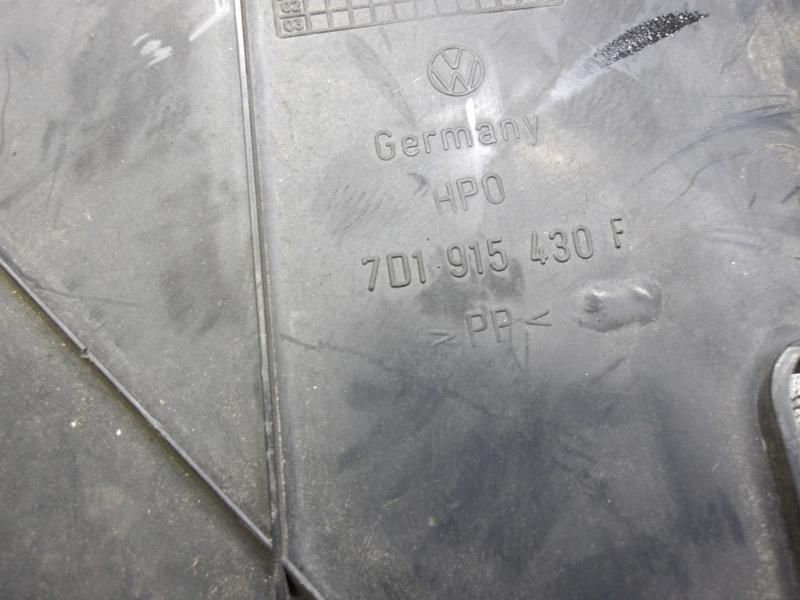 Germany
HPO
7D1 915 430 F
>PP<